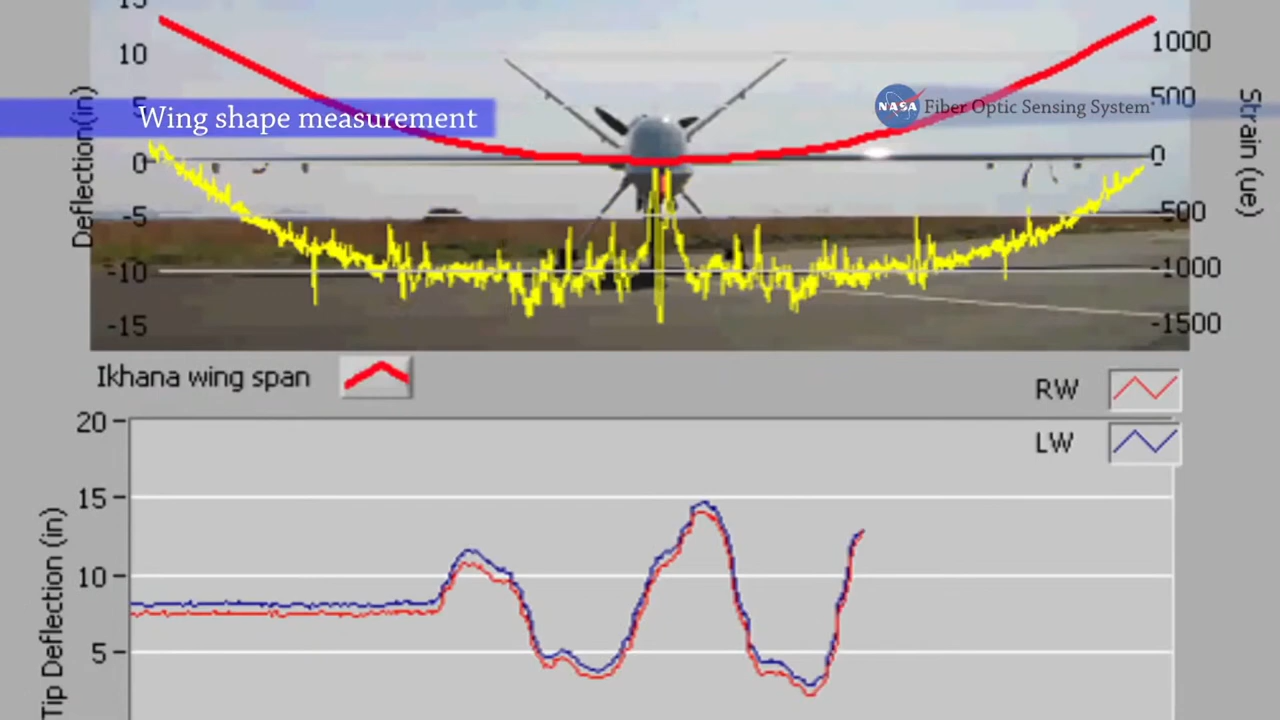 15
10
5
0
-5
-10
-15
Deflection(in)
Wing shape measurement
NASA
Fiber Optic Sensing System
1000
500
0
-500
-1000
-1500
Strain (ue)
Ikhana wing span
RW
LW
20
15
10
5
Tip Deflection (in)